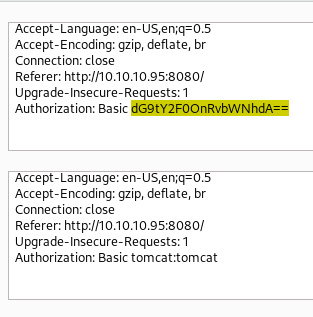 Accept-Language: en-US,en;q=0.5
Accept-Encoding: gzip, deflate, br
Connection: close
Referer: http://10.10.10.95:8080/
Upgrade-Insecure-Requests: 1
Authorization: Basic dG9tY2F0OnRvbWNhdA==
Accept-Language: en-US,en;q=0.5
Accept-Encoding: gzip, deflate, br
Connection: close
Referer: http://10.10.10.95:8080/
Upgrade-Insecure-Requests: 1
Authorization: Basic tomcat:tomcat